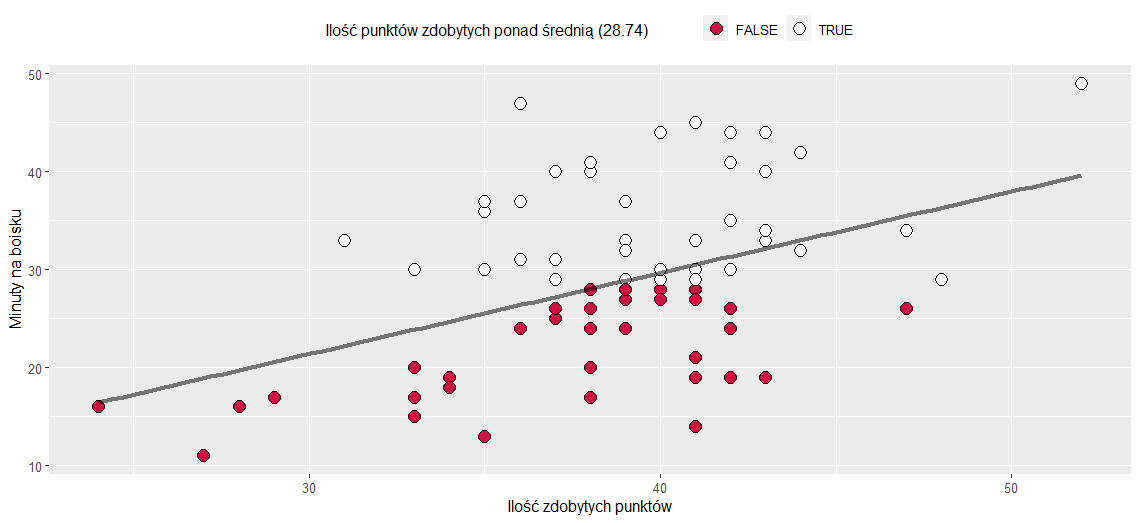 Ilość punktów zdobytych ponad średnią (28.74) FALSE TRUE
50
40
30
20
10
Minuty na boisku
30 40 50
Ilość zdobytych punktów